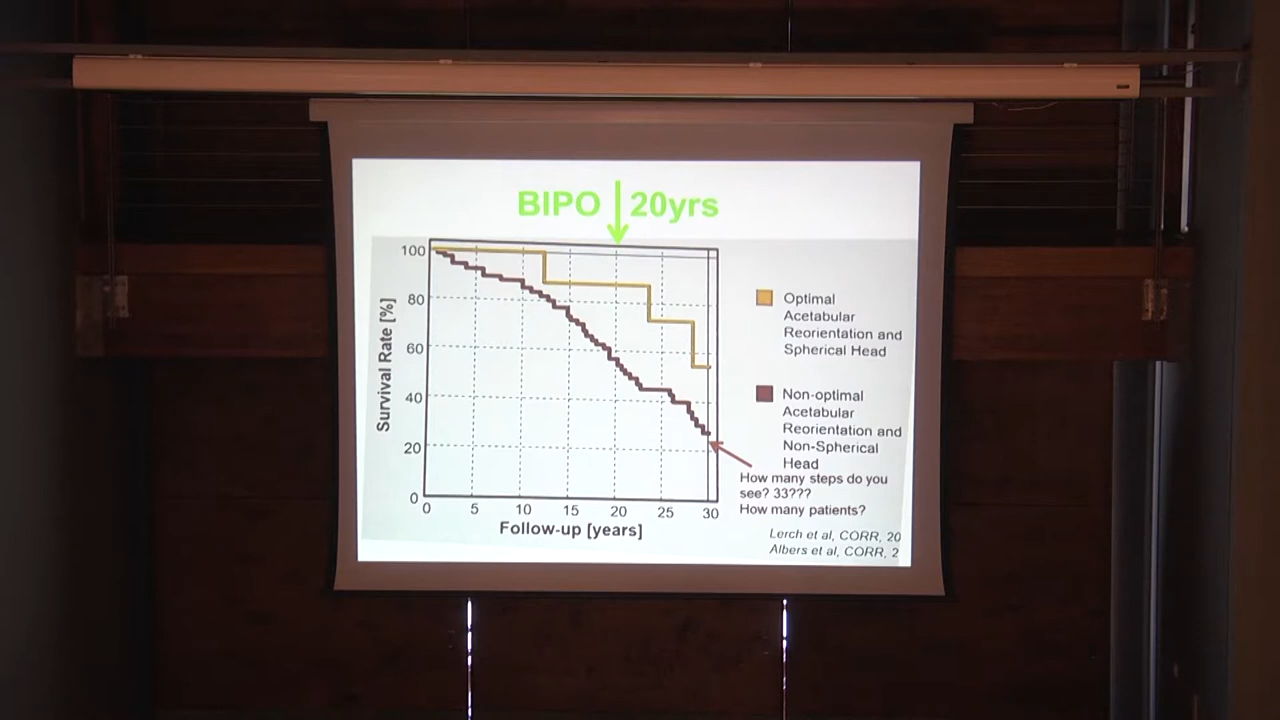 BIPO 20yrs
100
80
60
40
20
0
Survival Rate [%]
0 5 10 15 20 25 30
Follow-up [years]
Optimal
Acetabular
Reorientation and
Spherical Head
Non-optimal
Acetabular
Reorientation and
Non-Spherical
Head
How many steps do you
see? 33???
How many patients?
Lerch et al, CORR, 20
Albers et al, CORR, 2